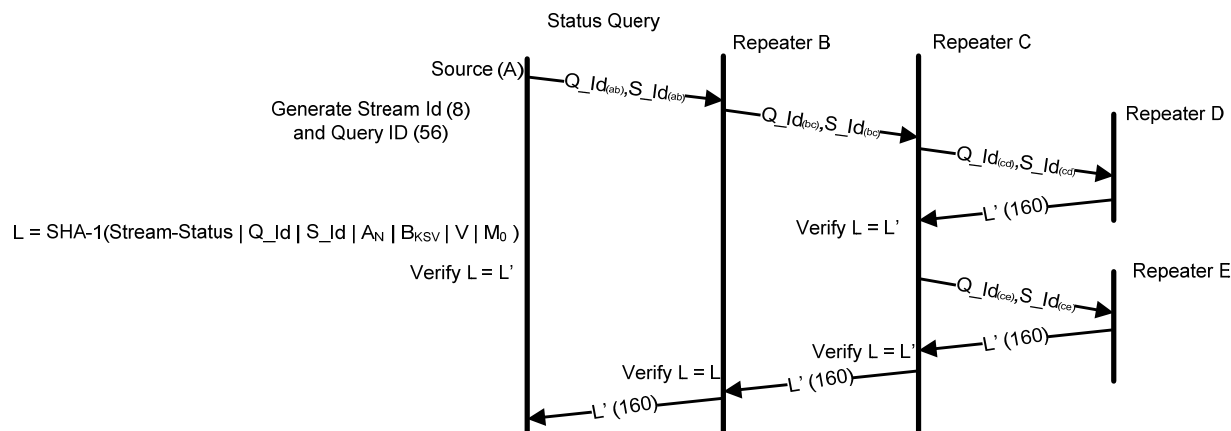 Status Query
Repeater B
Repeater C
Source (A)
Q_Id(ab),S_Id(ab)
Generate Stream Id (8)
and Query ID (56)
Q_Id(bc),S_Id(bc)
Repeater D
Q_Id(cd),S_Id(cd)
L' (160)
Verify L = L'
L = SHA-1(Stream-Status | Q_Id | S_Id | AN | BKSV | V | M0 )
Verify L = L'
Repeater E
Q_Id(ce),S_Id(ce)
L' (160)
Verify L = L'
Verify L = L
L' (160)
L' (160)